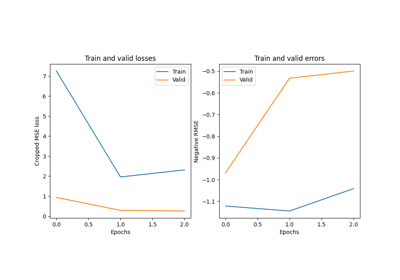 Train and valid losses
Train
Valid
7
6
5
4
3
2
1
0
Cropped MSE loss
0.0
0.5
1.0
1.5
2.0
Epochs
Train and valid errors
Train
Valid
−0.5
−0.6
−0.7
−0.8
−0.9
−1.0
−1.1
Negative RMSE
0.0
0.5
1.0
1.5
2.0
Epochs